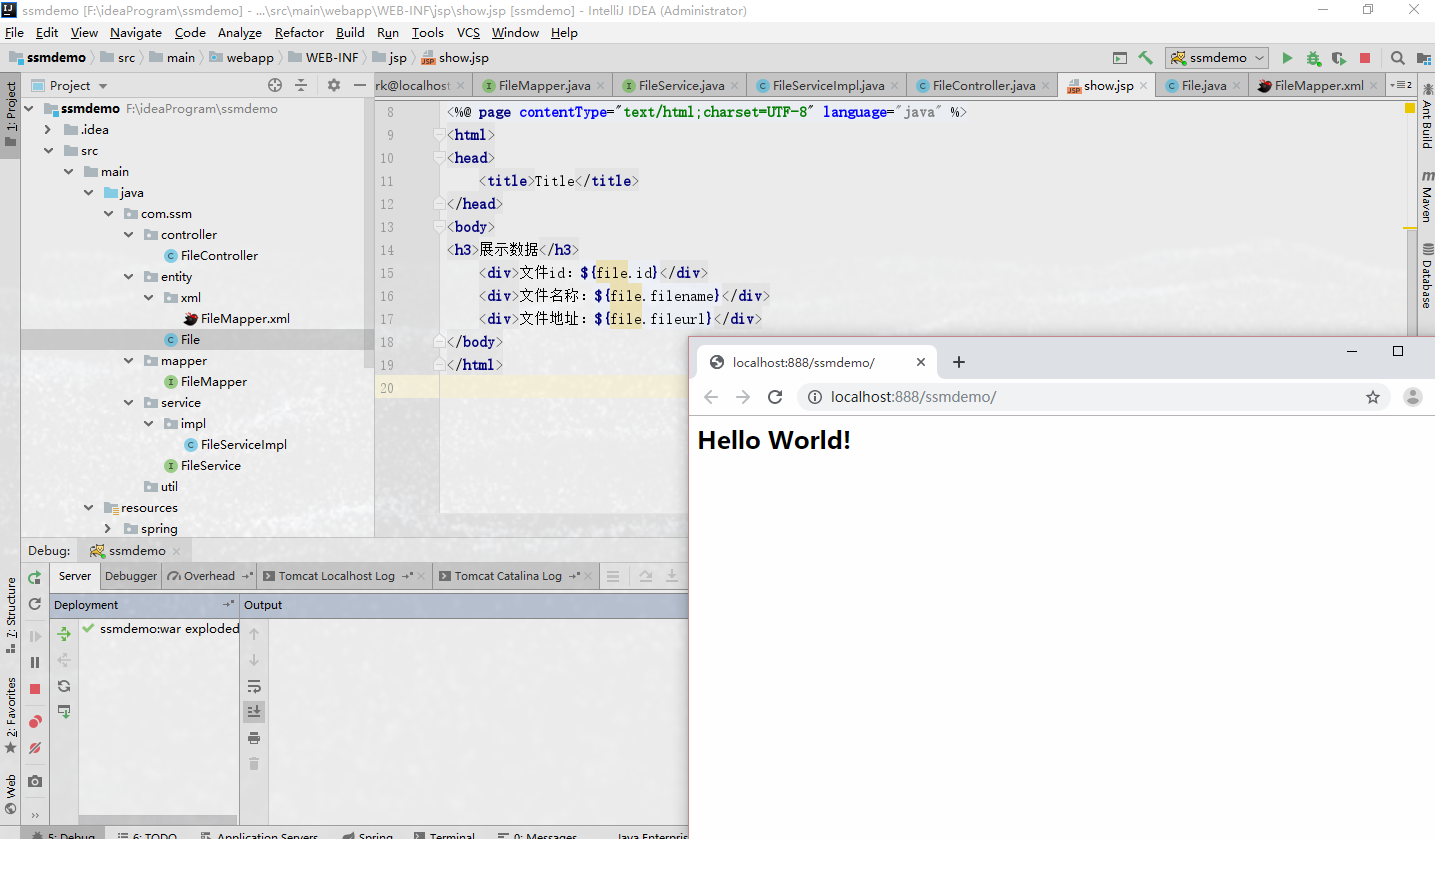 ssmdemo [F:\ideaProgram\ssmdemo] - ...\src\main\webapp\WEB-INF\jsp\show.jsp [ssmdemo] - IntelliJ IDEA (Administrator)
File Edit View Navigate Code Analyze Refactor Build Run Tools VCS Window Help
ssmdemo src main webapp WEB-INF jsp show.jsp ssmdemo
Project rk@localhost FileMapper.java FileService.java FileServiceImpl.java FileController.java show.jsp File.java FileMapper.xml 2
1: Project
ssmdemo F:\ideaProgram\ssmdemo
.idea
src
main
java
com.ssm
controller
FileController
entity
xml
FileMapper.xml
File
mapper
FileMapper
service
impl
FileServiceImpl
FileService
util
resources
spring
8 <%@ page contentType="text/html;charset=UTF-8" language="java" %>
9 <html>
10 <head>
11 <title>Title</title>
12 </head>
13 <body>
14 <h3>展示数据</h3>
15 <div>文件id：${file.id}</div>
16 <div>文件名称：${file.filename}</div>
17 <div>文件地址：${file.fileurl}</div>
18 </body>
19 </html>
20
Ant Build
Maven
Database
localhost:888/ssmdemo/
localhost:888/ssmdemo/
Hello World!
Debug: ssmdemo
Server Debugger Overhead Tomcat Localhost Log Tomcat Catalina Log
Deployment Output
ssmdemo:war exploded
7: Structure
2: Favorites
Web
5: Debug 6: TODO Application Servers Spring Terminal 0: Messages Java Enterpris